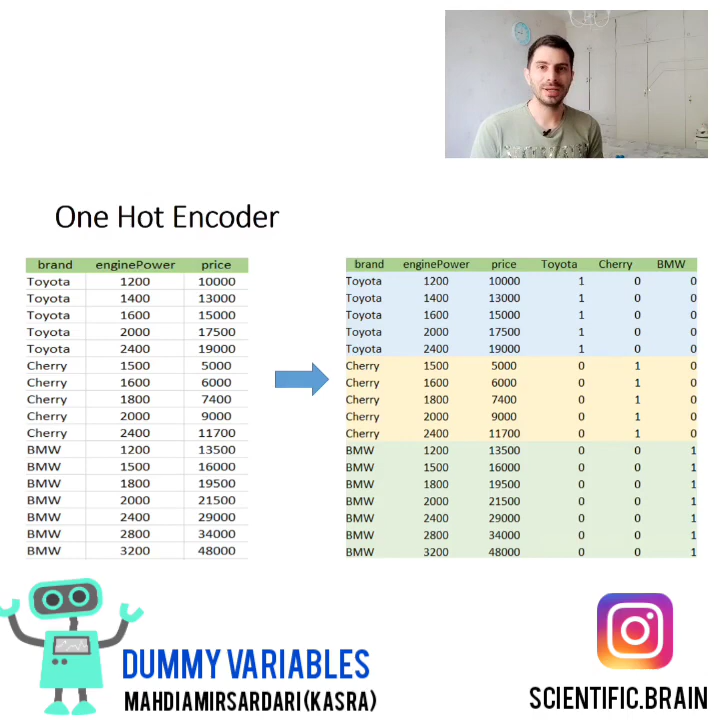 One Hot Encoder
brand enginePower price
Toyota 1200 10000
Toyota 1400 13000
Toyota 1600 15000
Toyota 2000 17500
Toyota 2400 19000
Cherry 1500 5000
Cherry 1600 6000
Cherry 1800 7400
Cherry 2000 9000
Cherry 2400 11700
BMW 1200 13500
BMW 1500 16000
BMW 1800 19500
BMW 2000 21500
BMW 2400 29000
BMW 2800 34000
BMW 3200 48000
brand enginePower price Toyota Cherry BMW
Toyota 1200 10000 1 0 0
Toyota 1400 13000 1 0 0
Toyota 1600 15000 1 0 0
Toyota 2000 17500 1 0 0
Toyota 2400 19000 1 0 0
Cherry 1500 5000 0 1 0
Cherry 1600 6000 0 1 0
Cherry 1800 7400 0 1 0
Cherry 2000 9000 0 1 0
Cherry 2400 11700 0 1 0
BMW 1200 13500 0 0 1
BMW 1500 16000 0 0 1
BMW 1800 19500 0 0 1
BMW 2000 21500 0 0 1
BMW 2400 29000 0 0 1
BMW 2800 34000 0 0 1
BMW 3200 48000 0 0 1
DUMMY VARIABLES
MAHDIAMIRSARDARI(KASRA)
SCIENTIFIC.BRAIN